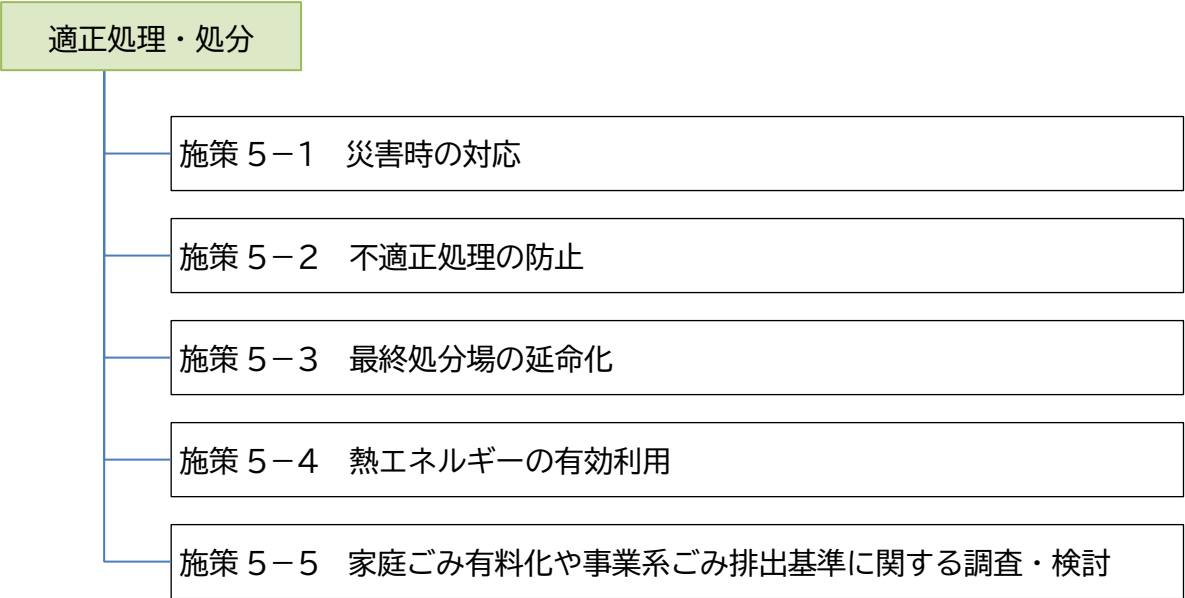 適正処理・処分
施策５－１　災害時の対応
施策５－２　不適正処理の防止
施策５－３　最終処分場の延命化
施策５－４　熱エネルギーの有効利用
施策５－５　家庭ごみ有料化や事業系ごみ排出基準に関する調査・検討